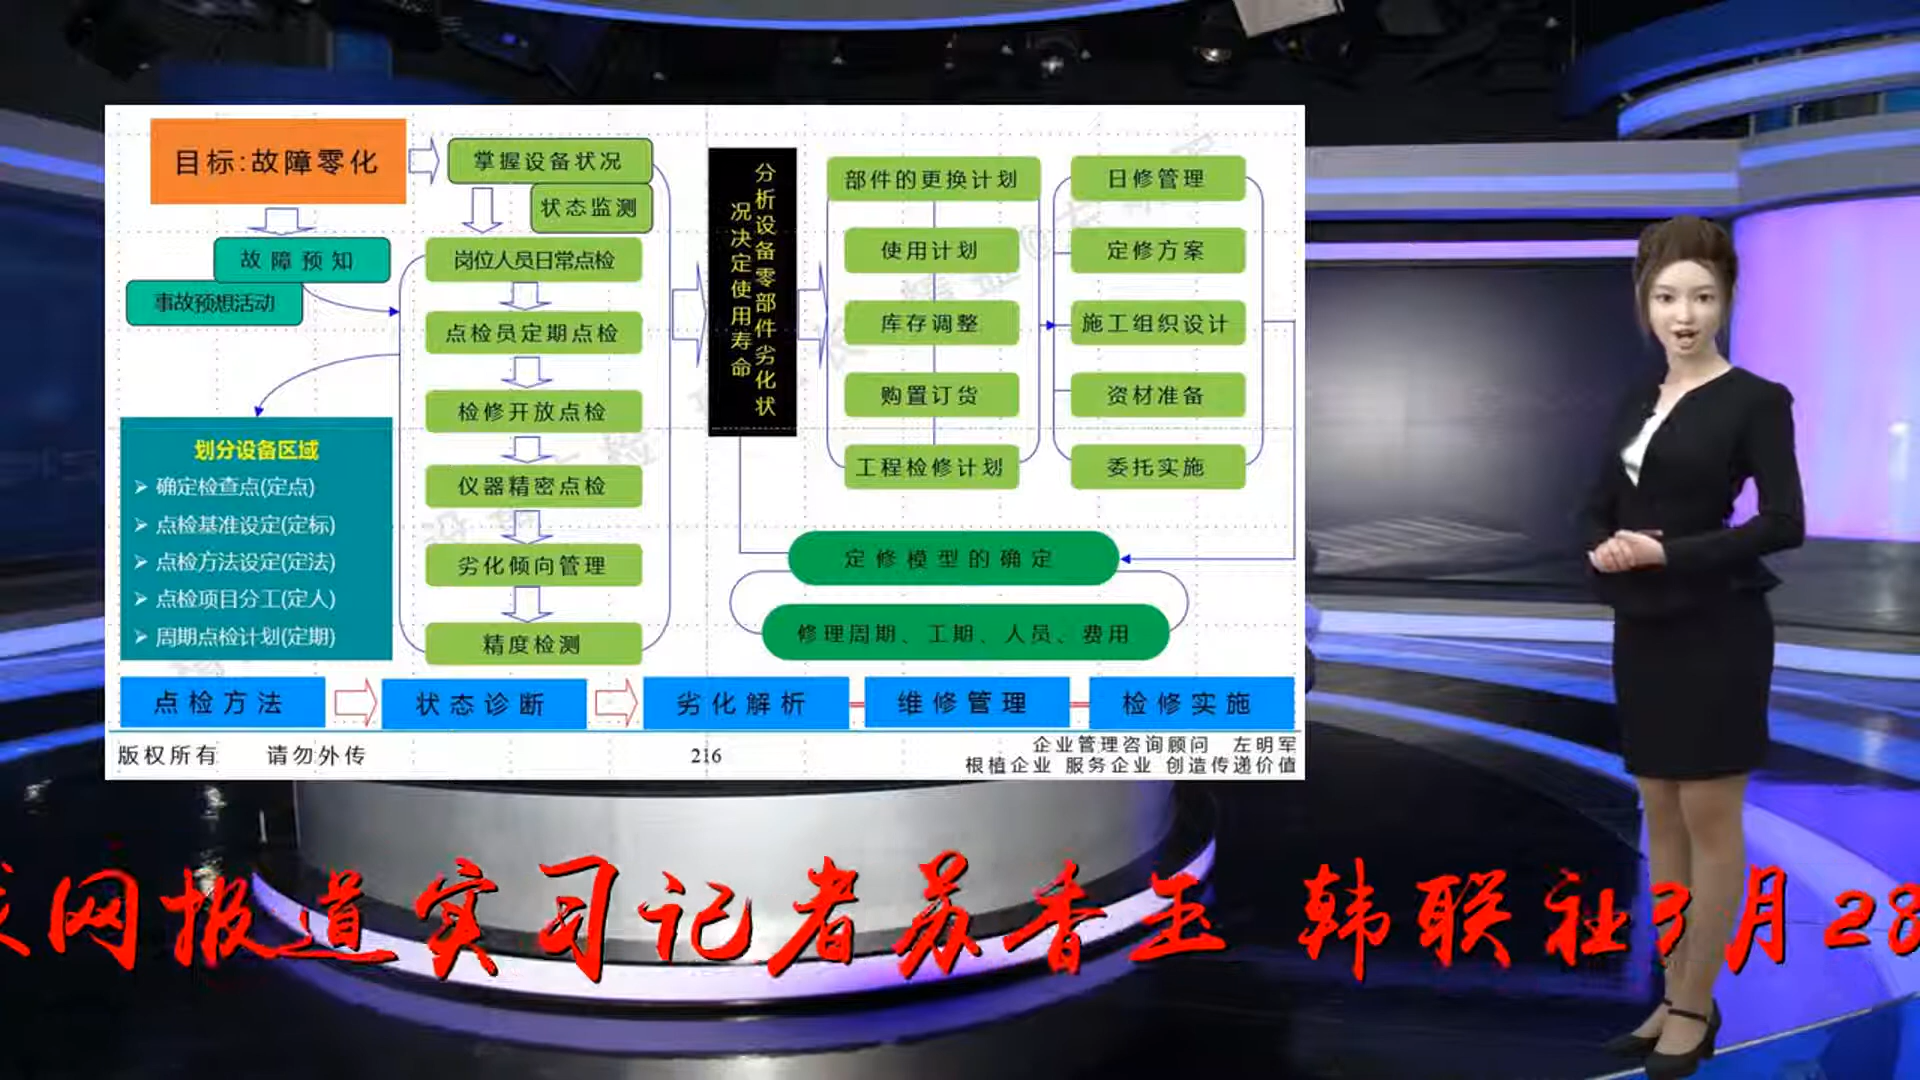 目标:故障零化
故障预知
事故预想活动
划分设备区域
➢ 确定检查点(定点)
➢ 点检基准设定(定标)
➢ 点检方法设定(定法)
➢ 点检项目分工(定人)
➢ 周期点检计划(定期)
掌握设备状况
状态监测
岗位人员日常点检
点检员定期点检
检修开放点检
仪器精密点检
劣化倾向管理
精度检测
分析设备零部件劣化状
况决定使用寿命
部件的更换计划
使用计划
库存调整
购置订货
工程检修计划
日修管理
定修方案
施工组织设计
资材准备
委托实施
定修模型的确定
修理周期、工期、人员、费用
点检方法
状态诊断
劣化解析
维修管理
检修实施
版权所有 请勿外传
216
企业管理咨询顾问 左明军
根植企业 服务企业 创造传递价值
网报道实习记者苏香玉 韩联社3月28